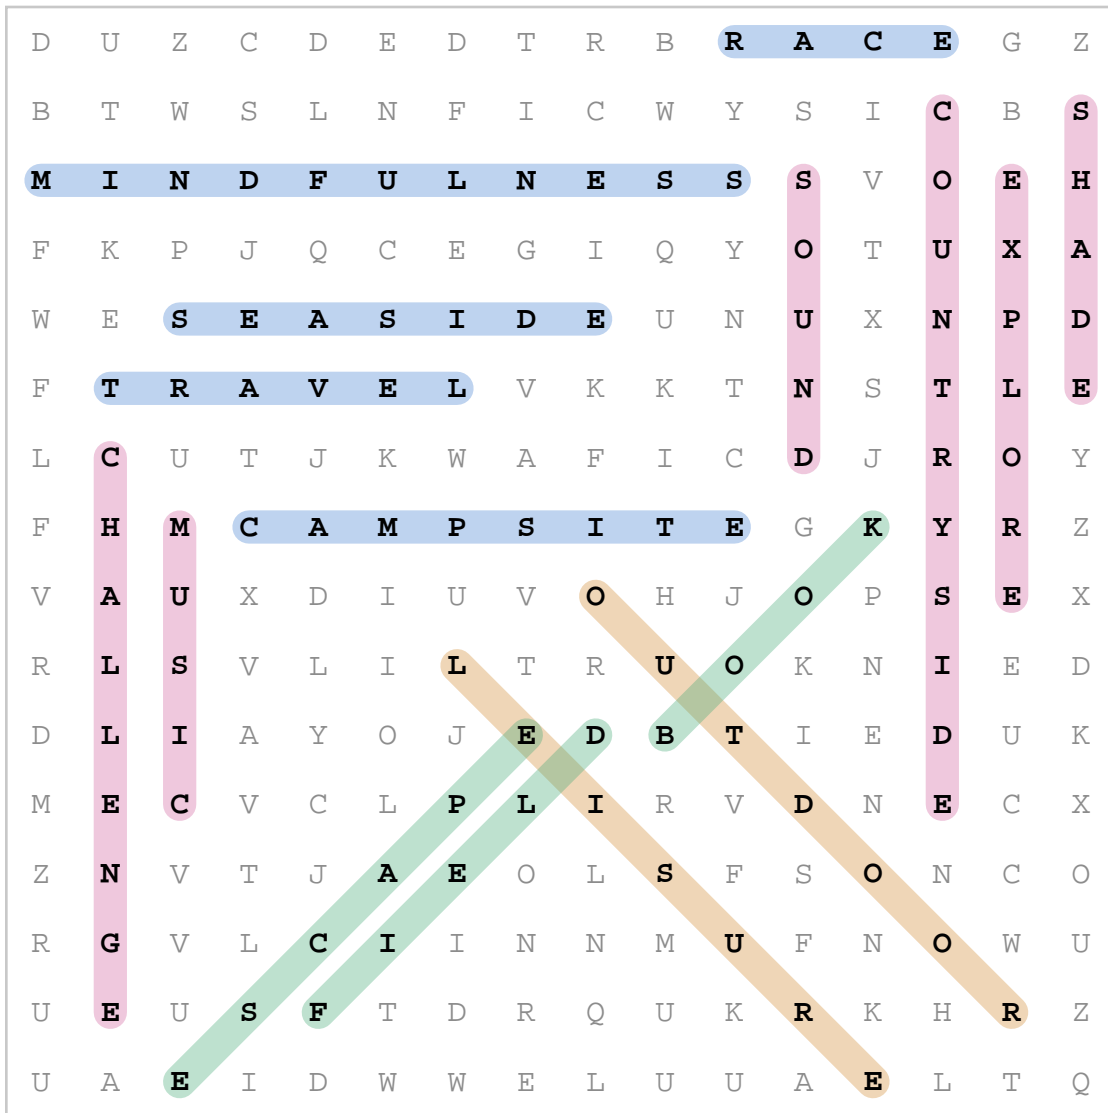 D U Z C D E D T R B R A C E G Z
B T W S L N F I C W Y S I C B S
M I N D F U L N E S S S V O E H
F K P J Q C E G I Q Y O T U X A
W E S E A S I D E U N U X N P D
F T R A V E L V K K T N S T L E
L C U T J K W A F I C D J R O Y
F H M C A M P S I T E G K Y R Z
V A U X D I U V O H J O P S E X
R L S V L I L T R U O K N I E D
D L I A Y O J E D B T I E D U K
M E C V C L P L I R V D N E C X
Z N V T J A E O L S F S O N C O
R G V L C I I N N M U F N O W U
U E U S F T D R Q U K R K H R Z
U A E I D W W E L U U A E L T Q